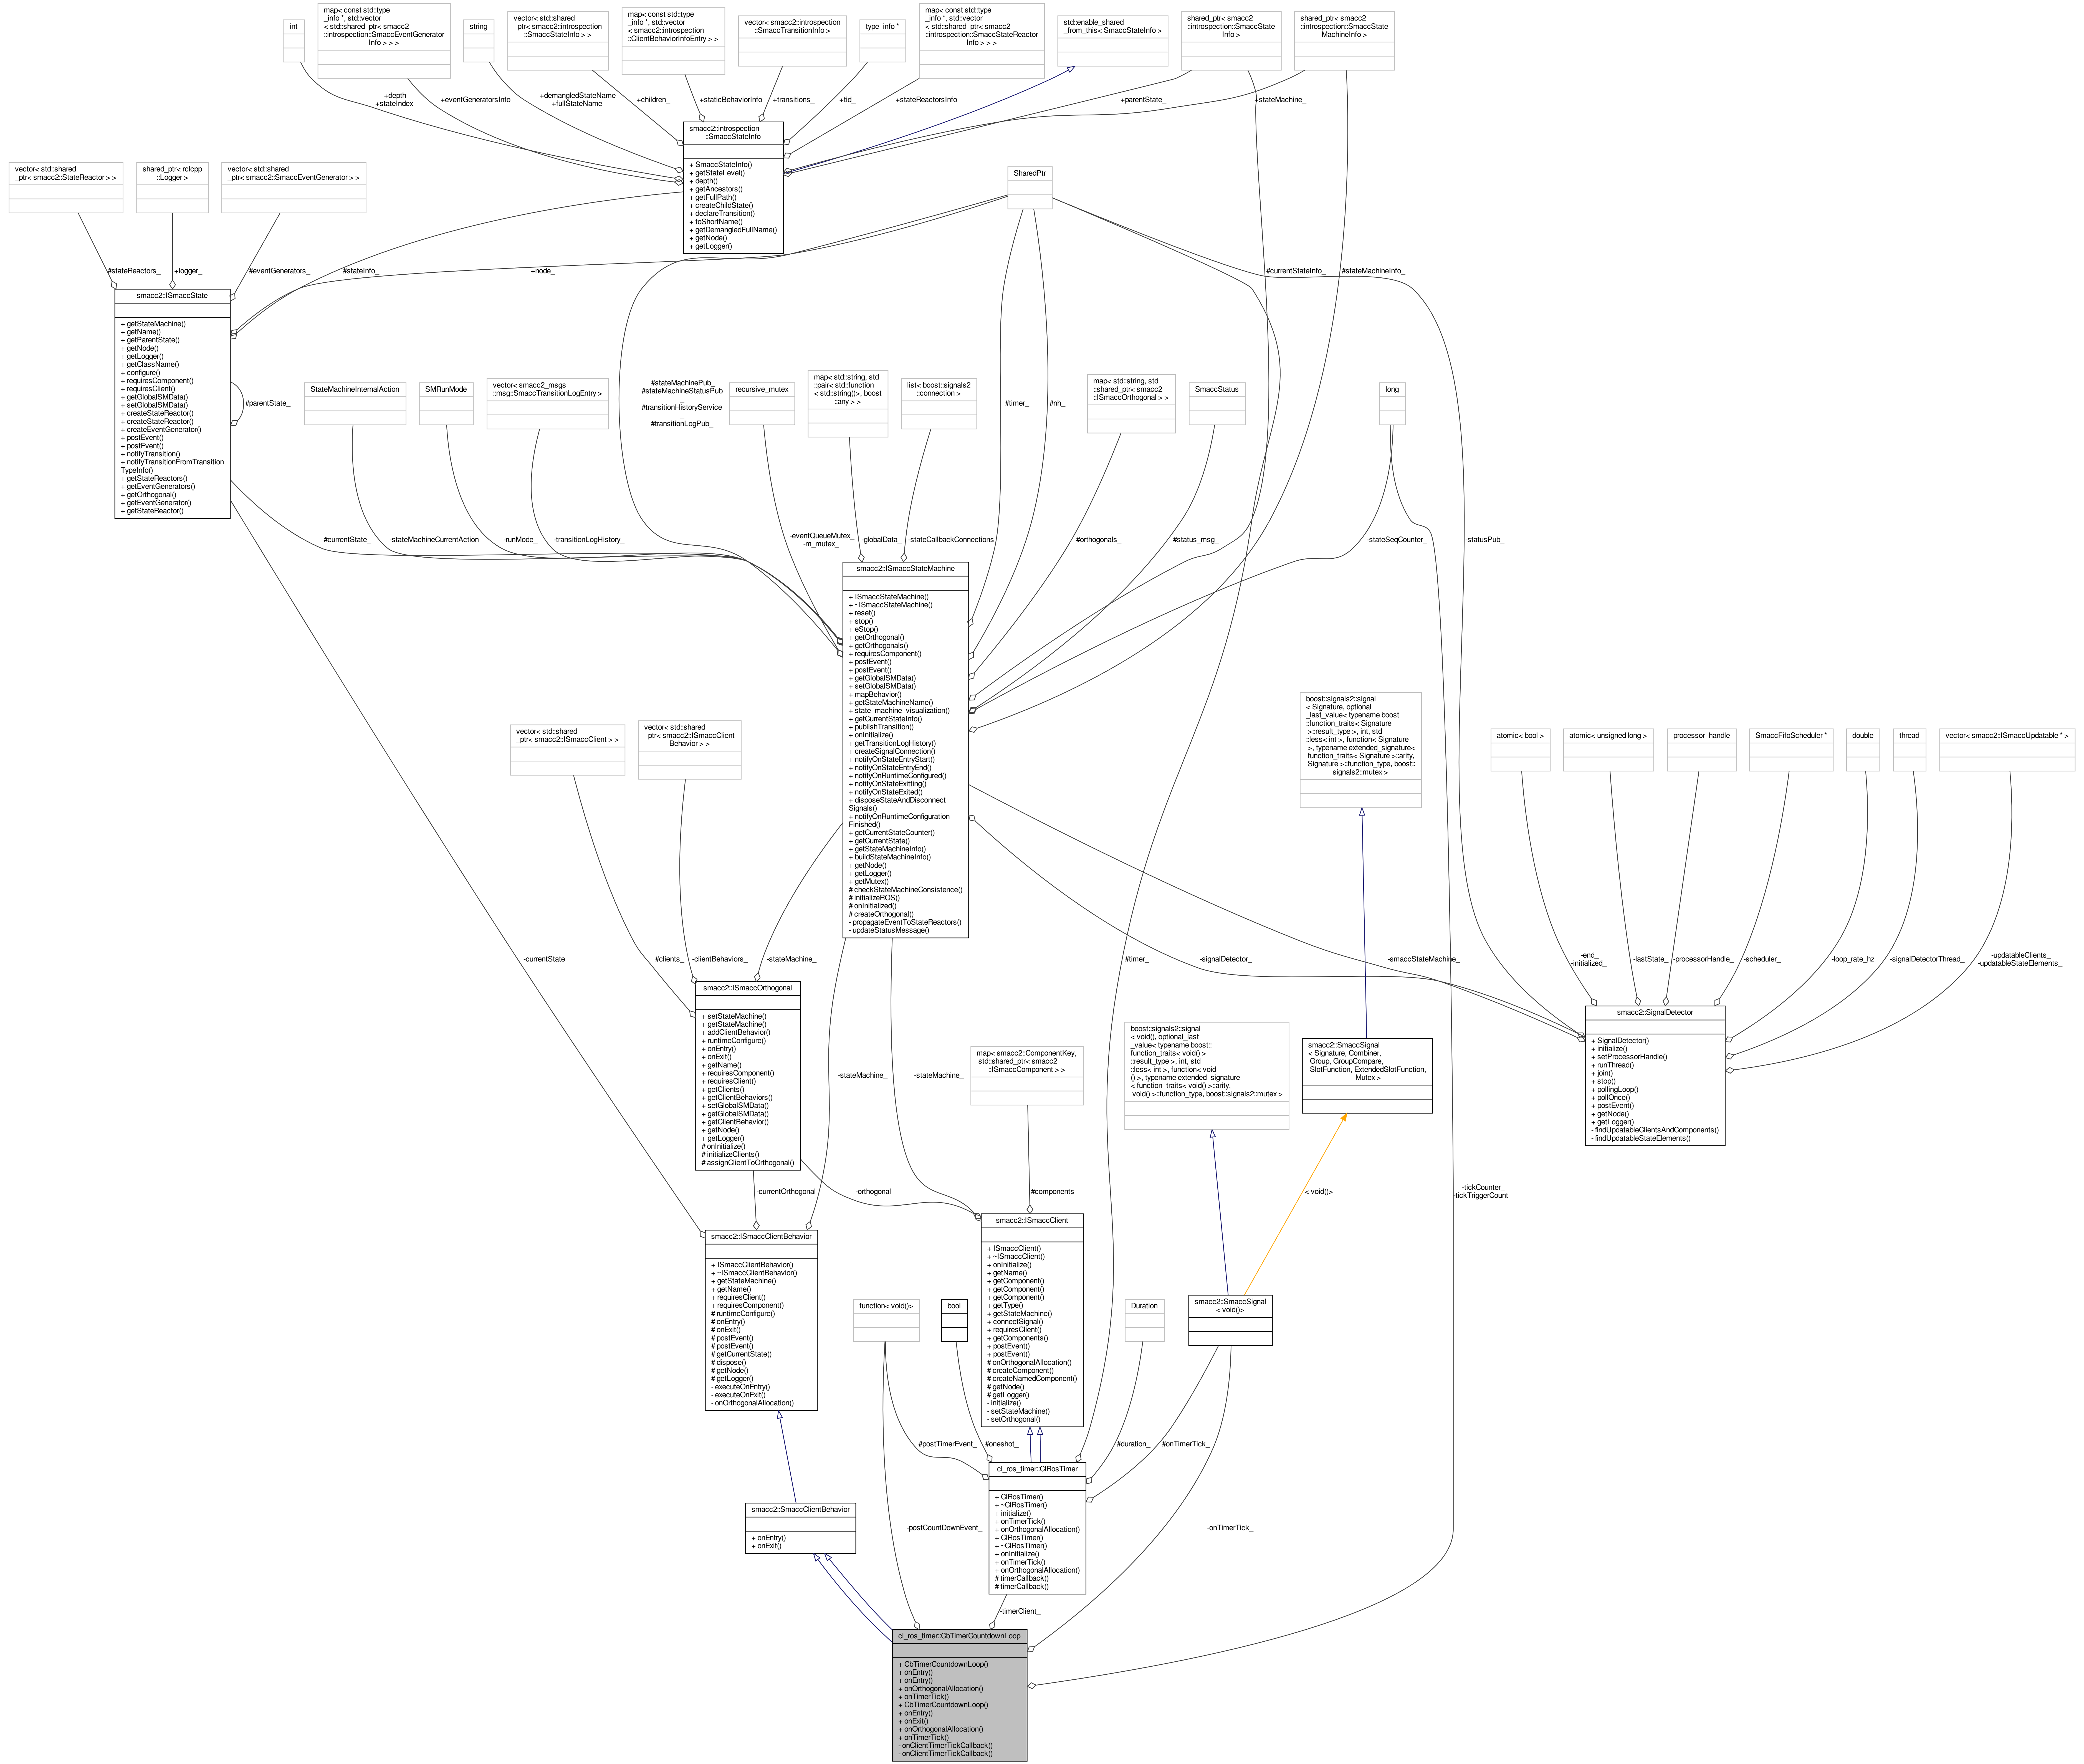 int
map< const std::type
_info *, std::vector
< std::shared_ptr< smacc2
::introspection::SmaccEventGenerator
Info > > >
string
vector< std::shared
_ptr< smacc2::introspection
::SmaccStateInfo > >
map< const std::type
_info *, std::vector
< smacc2::introspection
::ClientBehaviorInfoEntry > >
vector< smacc2::introspection
::SmaccTransitionInfo >
type_info *
map< const std::type
_info *, std::vector
< std::shared_ptr< smacc2
::introspection::SmaccStateReactor
Info > > >
std::enable_shared
_from_this< SmaccStateInfo >
shared_ptr< smacc2
::introspection::SmaccState
Info >
shared_ptr< smacc2
::introspection::SmaccState
MachineInfo >
+depth_
+stateIndex_
+eventGeneratorsInfo
+demangledStateName
+fullStateName
+children_
+staticBehaviorInfo
+transitions_
+tid_
+stateReactorsInfo
+parentState_
+stateMachine_
smacc2::introspection
::SmaccStateInfo
+ SmaccStateInfo()
+ getStateLevel()
+ depth()
+ getAncestors()
+ getFullPath()
+ createChildState()
+ declareTransition()
+ toShortName()
+ getDemangledFullName()
+ getNode()
+ getLogger()
vector< std::shared
_ptr< smacc2::StateReactor > >
shared_ptr< rclcpp
::Logger >
vector< std::shared
_ptr< smacc2::SmaccEventGenerator > >
SharedPtr
#stateReactors_
+logger_
#eventGenerators_
#stateInfo_
+node_
#currentStateInfo_
#stateMachineInfo_
smacc2::ISmaccState
+ getStateMachine()
+ getName()
+ getParentState()
+ getNode()
+ getLogger()
+ getClassName()
+ configure()
+ requiresComponent()
+ requiresClient()
+ getGlobalSMData()
+ setGlobalSMData()
+ createStateReactor()
+ createStateReactor()
+ createEventGenerator()
+ postEvent()
+ postEvent()
+ notifyTransition()
+ notifyTransitionFromTransition
TypeInfo()
+ getStateReactors()
+ getEventGenerators()
+ getOrthogonal()
+ getEventGenerator()
+ getStateReactor()
#parentState_
StateMachineInternalAction
SMRunMode
vector< smacc2_msgs
::msg::SmaccTransitionLogEntry >
#stateMachinePub_
#stateMachineStatusPub
_
#transitionHistoryService
_
#transitionLogPub_
recursive_mutex
map< std::string, std
::pair< std::function
< std::string()>, boost
::any > >
list< boost::signals2
::connection >
#timer_
#nh_
map< std::string, std
::shared_ptr< smacc2
::ISmaccOrthogonal > >
SmaccStatus
long
#currentState_
-stateMachineCurrentAction
-runMode_
-transitionLogHistory_
-eventQueueMutex_
-m_mutex_
-globalData_
-stateCallbackConnections
#orthogonals_
#status_msg_
-stateSeqCounter_
-statusPub_
smacc2::ISmaccStateMachine
+ ISmaccStateMachine()
+ ~ISmaccStateMachine()
+ reset()
+ stop()
+ eStop()
+ getOrthogonal()
+ getOrthogonals()
+ requiresComponent()
+ postEvent()
+ postEvent()
+ getGlobalSMData()
+ setGlobalSMData()
+ mapBehavior()
+ getStateMachineName()
+ state_machine_visualization()
+ getCurrentStateInfo()
+ publishTransition()
+ onInitialize()
+ getTransitionLogHistory()
+ createSignalConnection()
+ notifyOnStateEntryStart()
+ notifyOnStateEntryEnd()
+ notifyOnRuntimeConfigured()
+ notifyOnStateExitting()
+ notifyOnStateExited()
+ disposeStateAndDisconnect
Signals()
+ notifyOnRuntimeConfiguration
Finished()
+ getCurrentStateCounter()
+ getCurrentState()
+ getStateMachineInfo()
+ buildStateMachineInfo()
+ getNode()
+ getLogger()
+ getMutex()
# checkStateMachineConsistence()
# initializeROS()
# onInitialized()
# createOrthogonal()
- propagateEventToStateReactors()
- updateStatusMessage()
vector< std::shared
_ptr< smacc2::ISmaccClient > >
vector< std::shared
_ptr< smacc2::ISmaccClient
Behavior > >
boost::signals2::signal
< Signature, optional
_last_value< typename boost
::function_traits< Signature
>::result_type >, int, std
::less< int >, function< Signature
>, typename extended_signature<
function_traits< Signature >::arity,
Signature >::function_type, boost::
signals2::mutex >
atomic< bool >
atomic< unsigned long >
processor_handle
SmaccFifoScheduler *
double
thread
vector< smacc2::ISmaccUpdatable * >
-currentState
#clients_
-clientBehaviors_
-stateMachine_
#timer_
-signalDetector_
-smaccStateMachine_
-end_
-initialized_
-lastState_
-processorHandle_
-scheduler_
-loop_rate_hz
-signalDetectorThread_
-updatableClients_
-updatableStateElements_
smacc2::ISmaccOrthogonal
+ setStateMachine()
+ getStateMachine()
+ addClientBehavior()
+ runtimeConfigure()
+ onEntry()
+ onExit()
+ getName()
+ requiresComponent()
+ requiresClient()
+ getClients()
+ getClientBehaviors()
+ setGlobalSMData()
+ getGlobalSMData()
+ getClientBehavior()
+ getNode()
+ getLogger()
# onInitialize()
# initializeClients()
# assignClientToOrthogonal()
-stateMachine_
-stateMachine_
map< smacc2::ComponentKey,
std::shared_ptr< smacc2
::ISmaccComponent > >
boost::signals2::signal
< void(), optional_last
_value< typename boost::
function_traits< void() >
::result_type >, int, std
::less< int >, function< void
() >, typename extended_signature
< function_traits< void() >::arity,
void() >::function_type, boost::signals2::mutex >
smacc2::SmaccSignal
< Signature, Combiner,
Group, GroupCompare,
SlotFunction, ExtendedSlotFunction,
Mutex >
smacc2::SignalDetector
+ SignalDetector()
+ initialize()
+ setProcessorHandle()
+ runThread()
+ join()
+ stop()
+ pollingLoop()
+ pollOnce()
+ postEvent()
+ getNode()
+ getLogger()
- findUpdatableClientsAndComponents()
- findUpdatableStateElements()
-currentOrthogonal
-orthogonal_
#components_
< void()>
-tickCounter_
-tickTriggerCount_
smacc2::ISmaccClientBehavior
+ ISmaccClientBehavior()
+ ~ISmaccClientBehavior()
+ getStateMachine()
+ getName()
+ requiresClient()
+ requiresComponent()
# runtimeConfigure()
# onEntry()
# onExit()
# postEvent()
# postEvent()
# getCurrentState()
# dispose()
# getNode()
# getLogger()
- executeOnEntry()
- executeOnExit()
- onOrthogonalAllocation()
smacc2::ISmaccClient
+ ISmaccClient()
+ ~ISmaccClient()
+ onInitialize()
+ getName()
+ getComponent()
+ getComponent()
+ getComponent()
+ getType()
+ getStateMachine()
+ connectSignal()
+ requiresClient()
+ getComponents()
+ postEvent()
+ postEvent()
# onOrthogonalAllocation()
# createComponent()
# createNamedComponent()
# getNode()
# getLogger()
- initialize()
- setStateMachine()
- setOrthogonal()
function< void()>
bool
Duration
smacc2::SmaccSignal
< void()>
#postTimerEvent_
#oneshot_
#duration_
#onTimerTick_
cl_ros_timer::ClRosTimer
+ ClRosTimer()
+ ~ClRosTimer()
+ initialize()
+ onTimerTick()
+ onOrthogonalAllocation()
+ ClRosTimer()
+ ~ClRosTimer()
+ onInitialize()
+ onTimerTick()
+ onOrthogonalAllocation()
# timerCallback()
# timerCallback()
smacc2::SmaccClientBehavior
+ onEntry()
+ onExit()
-postCountDownEvent_
-onTimerTick_
-timerClient_
cl_ros_timer::CbTimerCountdownLoop
+ CbTimerCountdownLoop()
+ onEntry()
+ onEntry()
+ onOrthogonalAllocation()
+ onTimerTick()
+ CbTimerCountdownLoop()
+ onEntry()
+ onExit()
+ onOrthogonalAllocation()
+ onTimerTick()
- onClientTimerTickCallback()
- onClientTimerTickCallback()